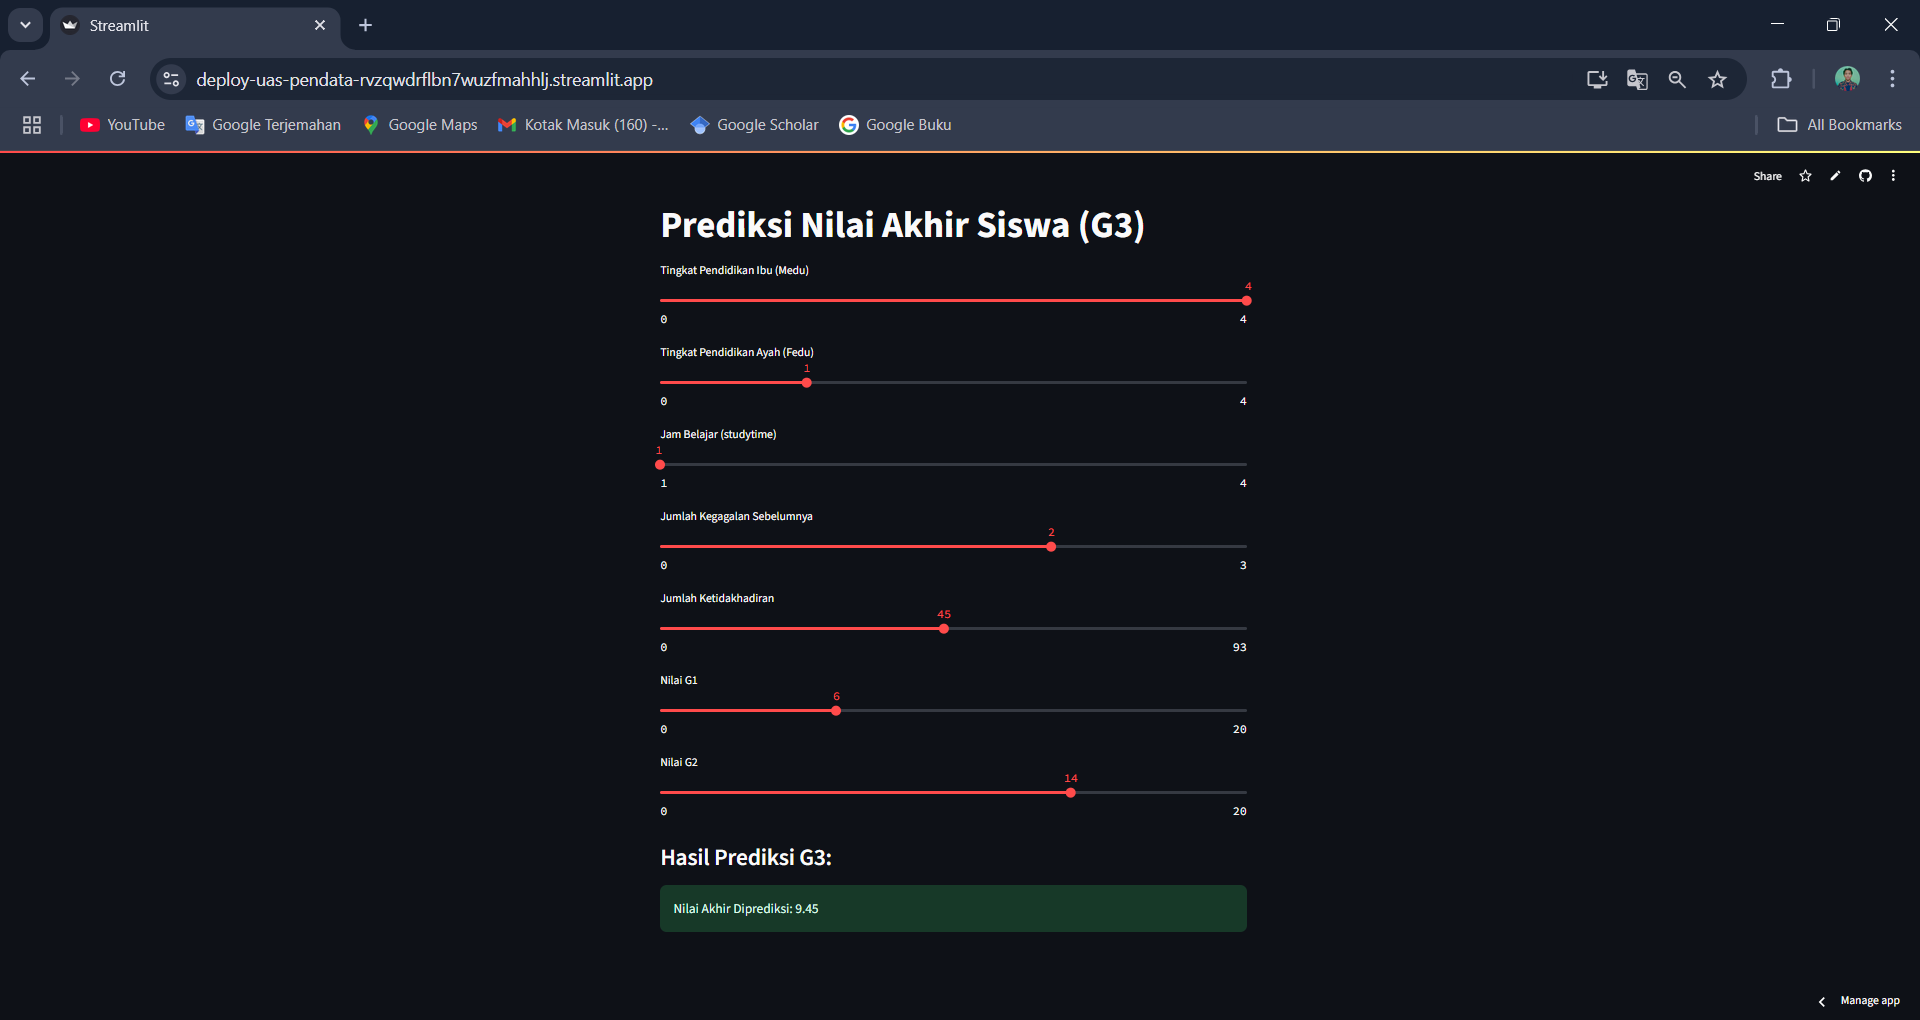 Streamlit
deploy-uas-pendata-rvzqwdrflbn7wuzfmahhlj.streamlit.app
YouTube
Google Terjemahan
Google Maps
Kotak Masuk (160) -...
Google Scholar
Google Buku
All Bookmarks
Share
Prediksi Nilai Akhir Siswa (G3)
Tingkat Pendidikan Ibu (Medu)
4
0 4
Tingkat Pendidikan Ayah (Fedu)
1
0 4
Jam Belajar (studytime)
1
1 4
Jumlah Kegagalan Sebelumnya
2
0 3
Jumlah Ketidakhadiran
45
0 93
Nilai G1
6
0 20
Nilai G2
14
0 20
Hasil Prediksi G3:
Nilai Akhir Diprediksi: 9.45
Manage app